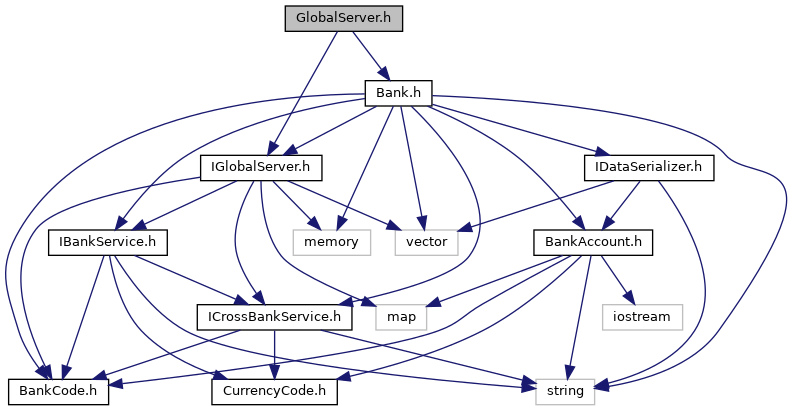 GlobalServer.h
Bank.h
IGlobalServer.h
IDataSerializer.h
IBankService.h
memory
vector
BankAccount.h
ICrossBankService.h
map
iostream
BankCode.h
CurrencyCode.h
string